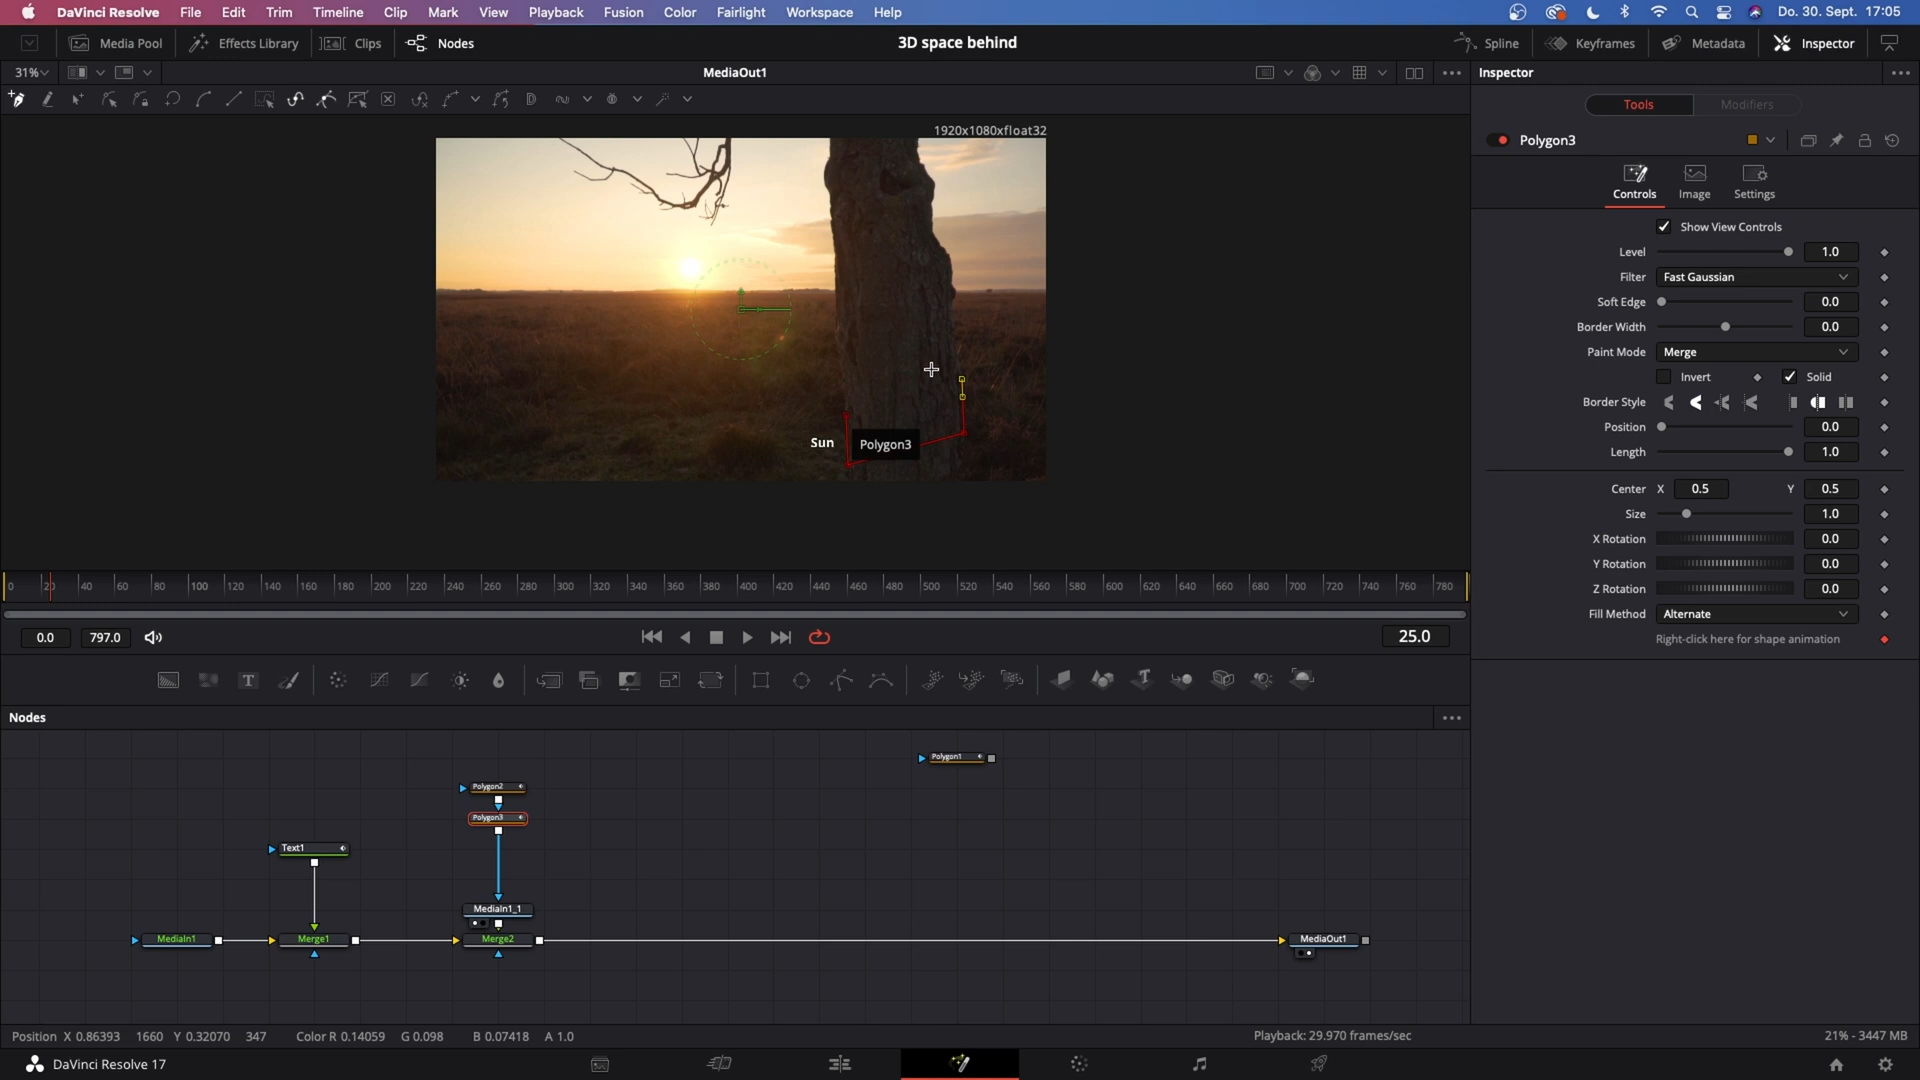 DaVinci Resolve File Edit Trim Timeline Clip Mark View Playback Fusion Color Fairlight Workspace Help Do. 30. Sept. 17:05
Media Pool Effects Library Clips Nodes 3D space behind Spline Keyframes Metadata Inspector
31% MediaOut1 Inspector
Tools Modifiers
1920x1080xfloat32
Polygon3
Controls Image Settings
Show View Controls
Level 1.0
Filter Fast Gaussian
Soft Edge 0.0
Border Width 0.0
Paint Mode Merge
Invert Solid
Border Style
Position 0.0
Length 1.0
Sun Polygon3
Center X 0.5 Y 0.5
Size 1.0
X Rotation 0.0
Y Rotation 0.0
Z Rotation 0.0
Fill Method Alternate
Right-click here for shape animation
0 20 40 60 80 100 120 140 160 180 200 220 240 260 280 300 320 340 360 380 400 420 440 460 480 500 520 540 560 580 600 620 640 660 680 700 720 740 760 780
0.0 797.0 25.0
T T
Nodes
Polygon1
Polygon2
Polygon3
Text1
MediaIn1_1
MediaIn1 Merge1 Merge2 MediaOut1
Position X 0.86393 1660 Y 0.32070 347 Color R 0.14059 G 0.098 B 0.07418 A 1.0 Playback: 29.970 frames/sec 21% - 3447 MB
DaVinci Resolve 17